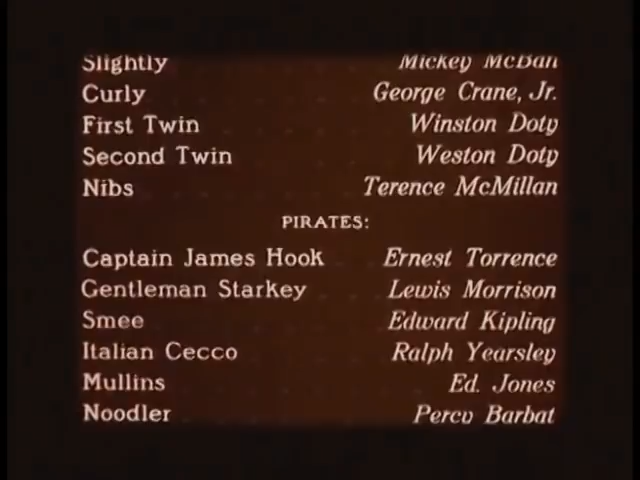 Slightly Mickey McBan
Curly George Crane, Jr.
First Twin Winston Doty
Second Twin Weston Doty
Nibs Terence McMillan
PIRATES:
Captain James Hook Ernest Torrence
Gentleman Starkey Lewis Morrison
Smee Edward Kipling
Italian Cecco Ralph Yearsley
Mullins Ed. Jones
Noodler Percy Barbat